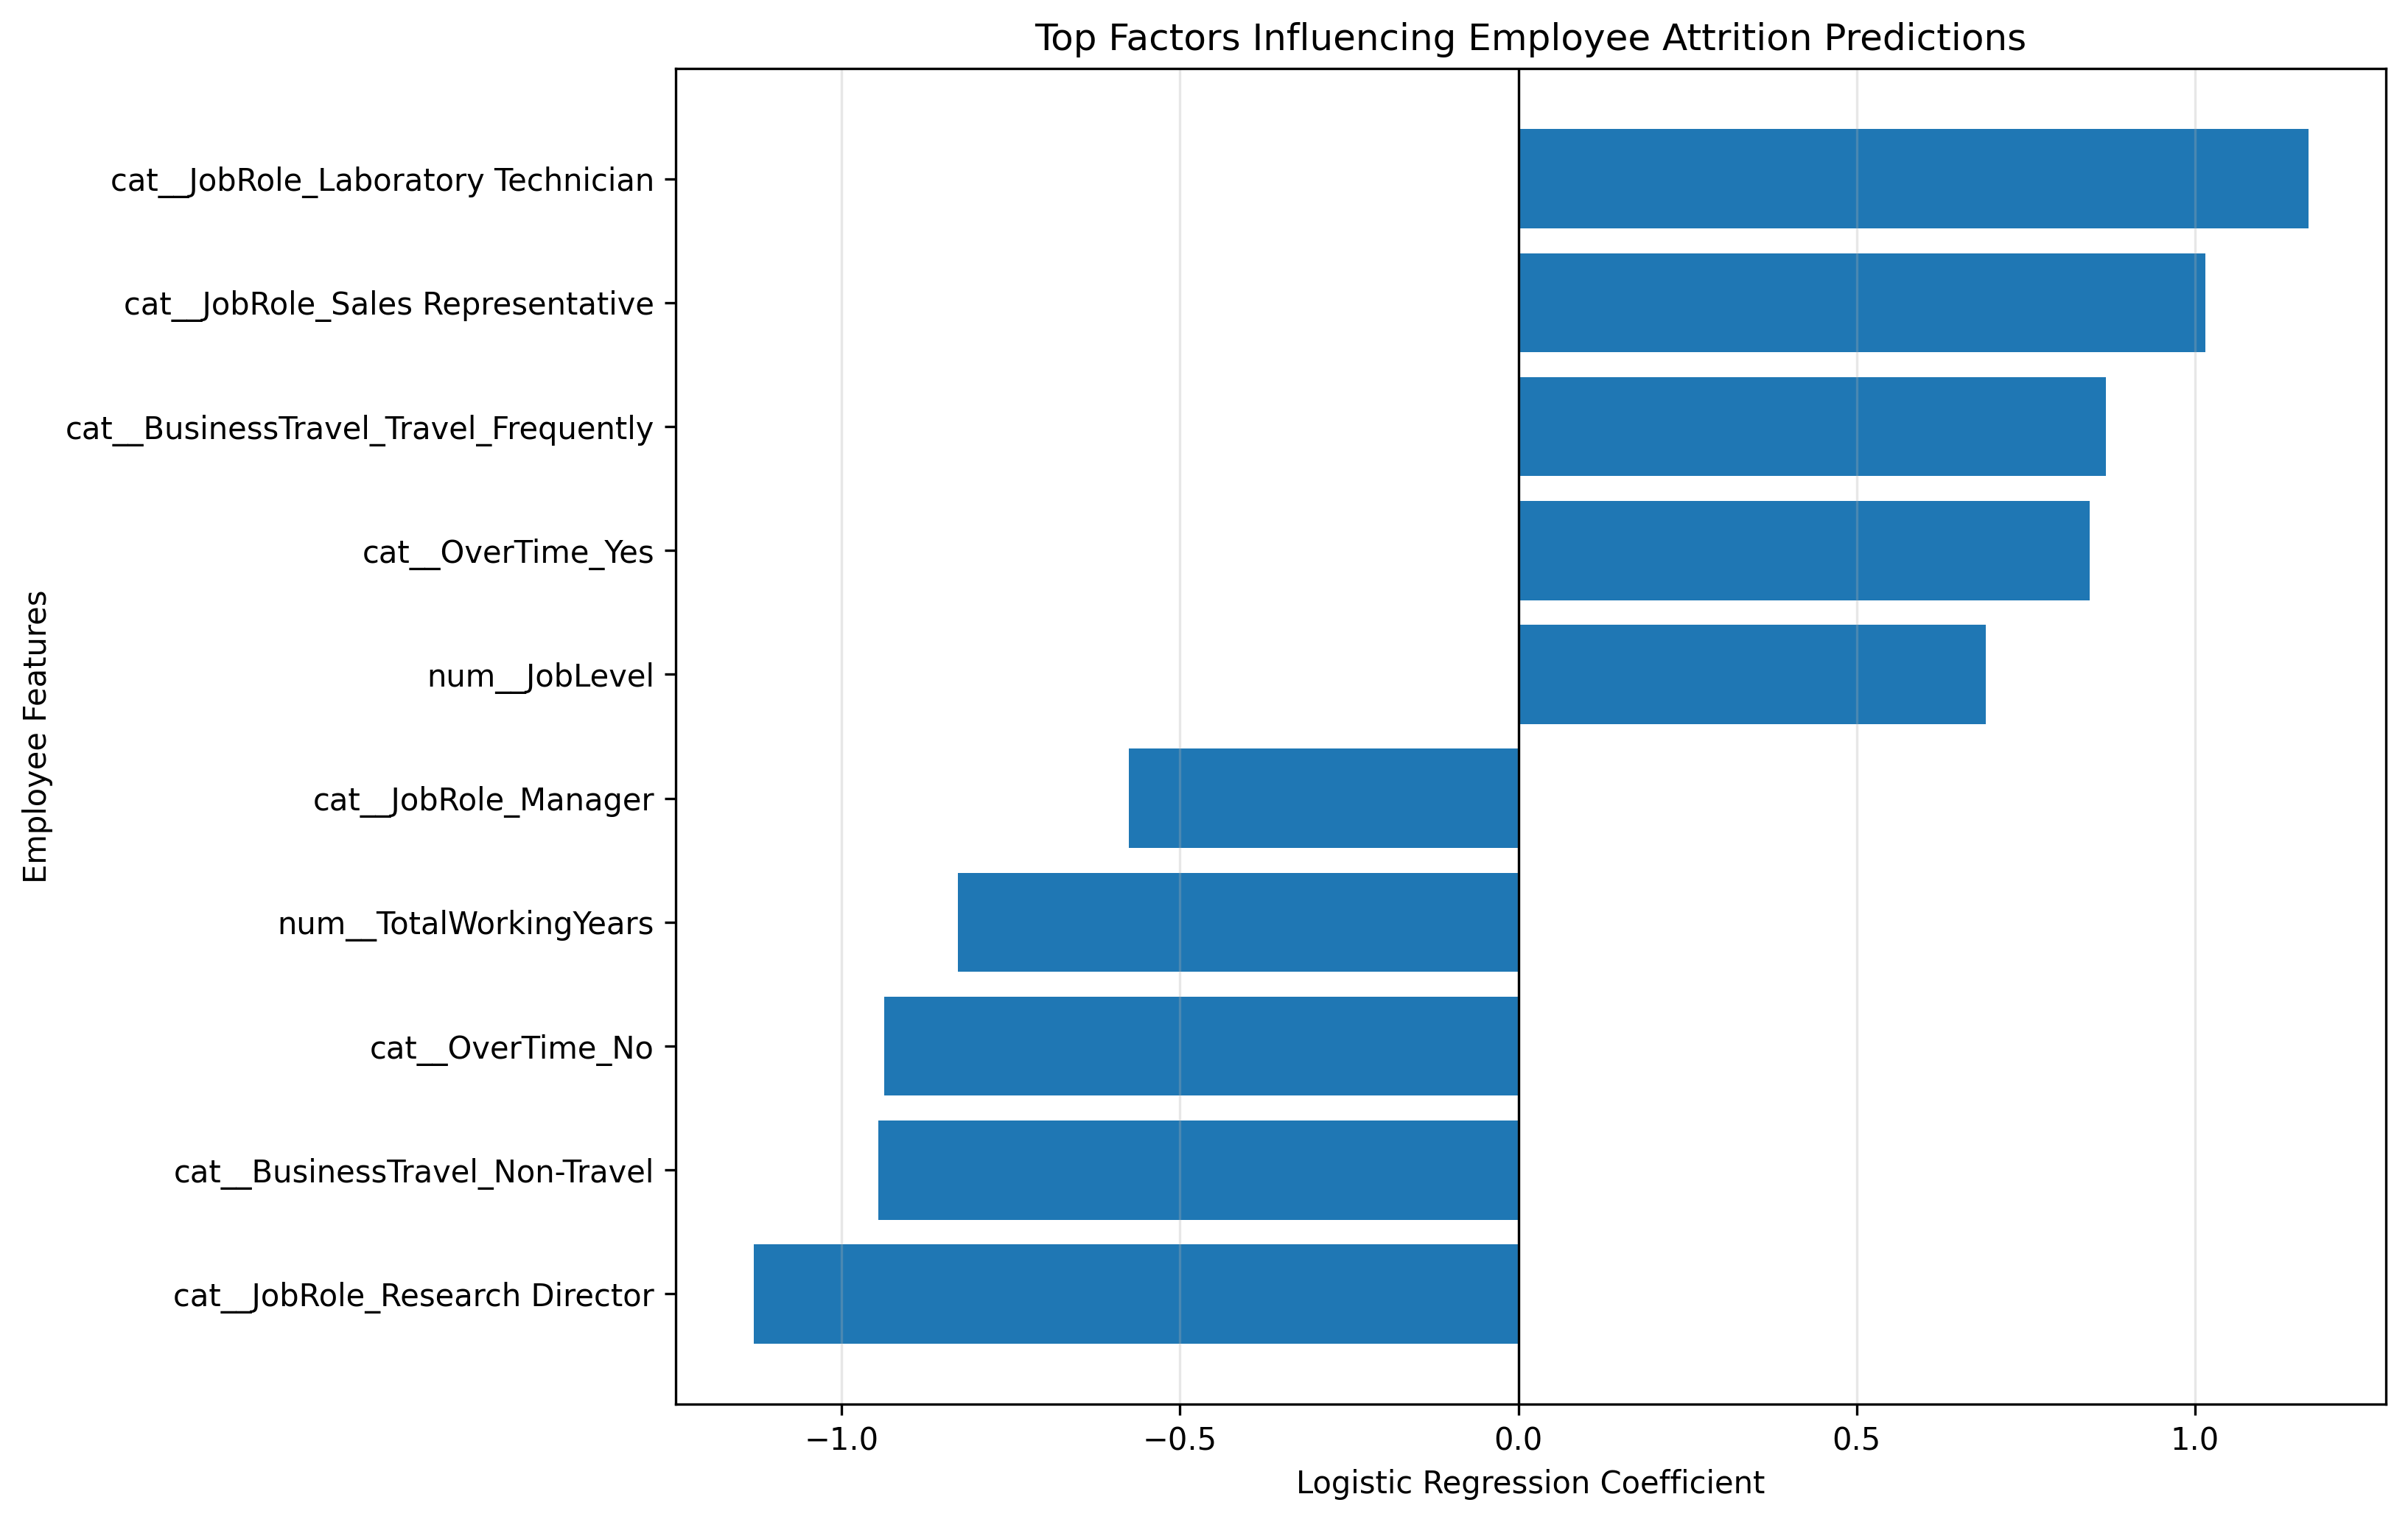 Top Factors Influencing Employee Attrition Predictions
Employee Features
cat__JobRole_Laboratory Technician
cat__JobRole_Sales Representative
cat__BusinessTravel_Travel_Frequently
cat__OverTime_Yes
num__JobLevel
cat__JobRole_Manager
num__TotalWorkingYears
cat__OverTime_No
cat__BusinessTravel_Non-Travel
cat__JobRole_Research Director
−1.0 −0.5 0.0 0.5 1.0
Logistic Regression Coefficient